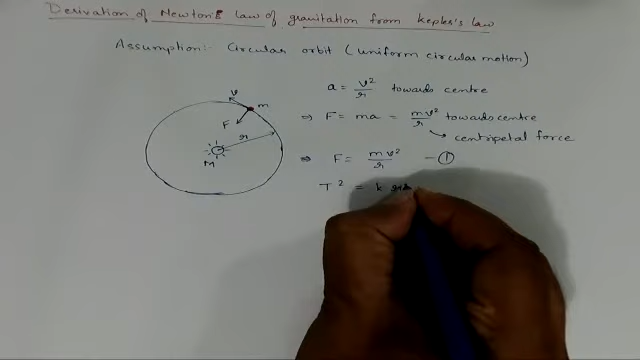 Derivation of Newton's law of gravitation from kepler's law
Assumption:- Circular orbit (uniform circular motion)
a = v²/r towards centre
⇒ F = ma = mv²/r towards centre
centripetal force
⇒ F = mv²/r — ①
T² = k r
v
m
F
r
M